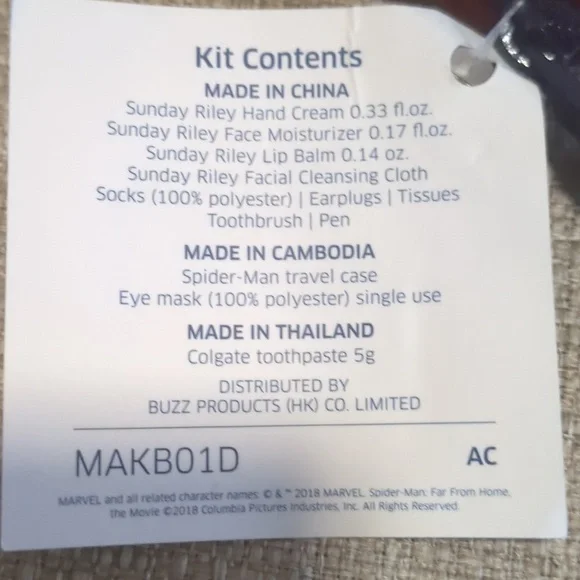 Kit Contents
MADE IN CHINA
Sunday Riley Hand Cream 0.33 fl.oz.
Sunday Riley Face Moisturizer 0.17 fl.oz.
Sunday Riley Lip Balm 0.14 oz.
Sunday Riley Facial Cleansing Cloth
Socks (100% polyester) | Earplugs | Tissues
Toothbrush | Pen
MADE IN CAMBODIA
Spider-Man travel case
Eye mask (100% polyester) single use
MADE IN THAILAND
Colgate toothpaste 5g
DISTRIBUTED BY
BUZZ PRODUCTS (HK) CO. LIMITED
MAKB01D AC
MARVEL and all related character names: © & ™ 2018 MARVEL. Spider-Man: Far From Home,
the Movie ©2018 Columbia Pictures Industries, Inc. All Rights Reserved.